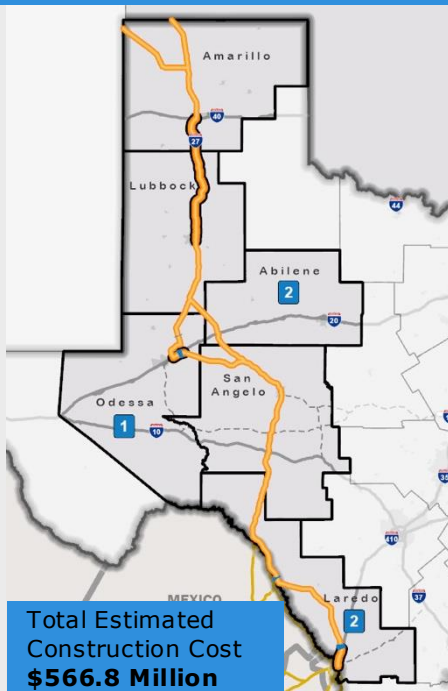 Amarillo
40
27
Lubbock
44
Abilene
2
20
San
Angelo
Odessa
1
10
35
410
37
MEXICO
Laredo
2
Total Estimated
Construction Cost
$566.8 Million